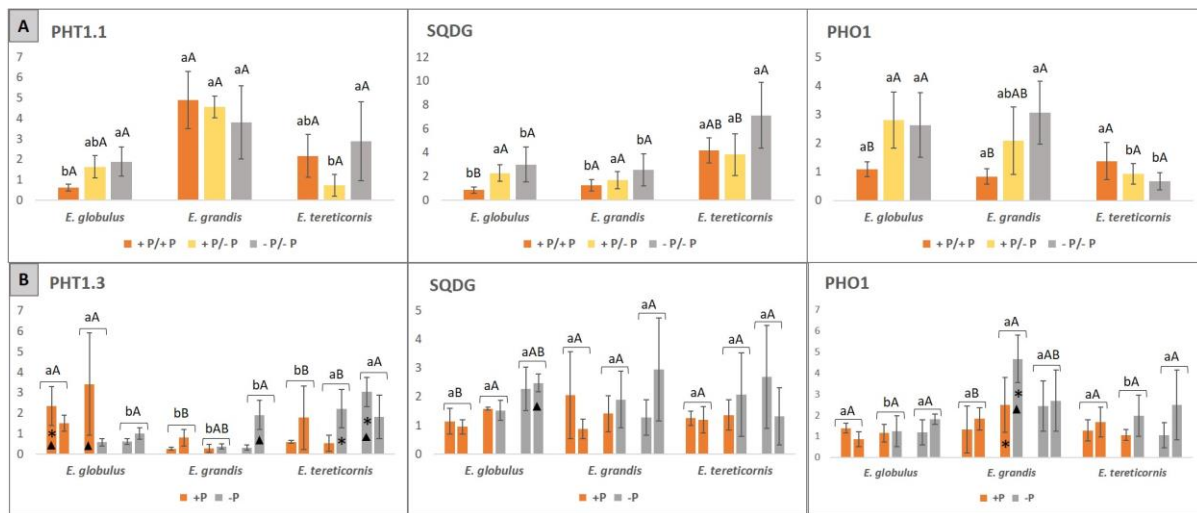 A
PHT1.1
7
6
5
4
3
2
1
0
bA abA aA aA aA aA abA bA aA
E. globulus E. grandis E. tereticornis
+ P/+ P + P/- P - P/- P
SQDG
12
10
8
6
4
2
0
bB aA bA bA aA bA aAB aB aA
E. globulus E. grandis E. tereticornis
+ P/+ P + P/- P - P/- P
PHO1
5
4
3
2
1
0
aB aA aA aB abAB aA aA bA bA
E. globulus E. grandis E. tereticornis
+ P/+ P + P/- P - P/- P
B
PHT1.3
7
6
5
4
3
2
1
0
aA aA bA bB bAB bA bB aB aA
* * *
E. globulus E. grandis E. tereticornis
+P -P
SQDG
5
4
3
2
1
0
aB aA aAB aA aA aA aA aA aA
E. globulus E. grandis E. tereticornis
+P -P
PHO1
7
6
5
4
3
2
1
0
aA bA aA aA aA aAB aA bA aA
* *
E. globulus E. grandis E. tereticornis
+P -P